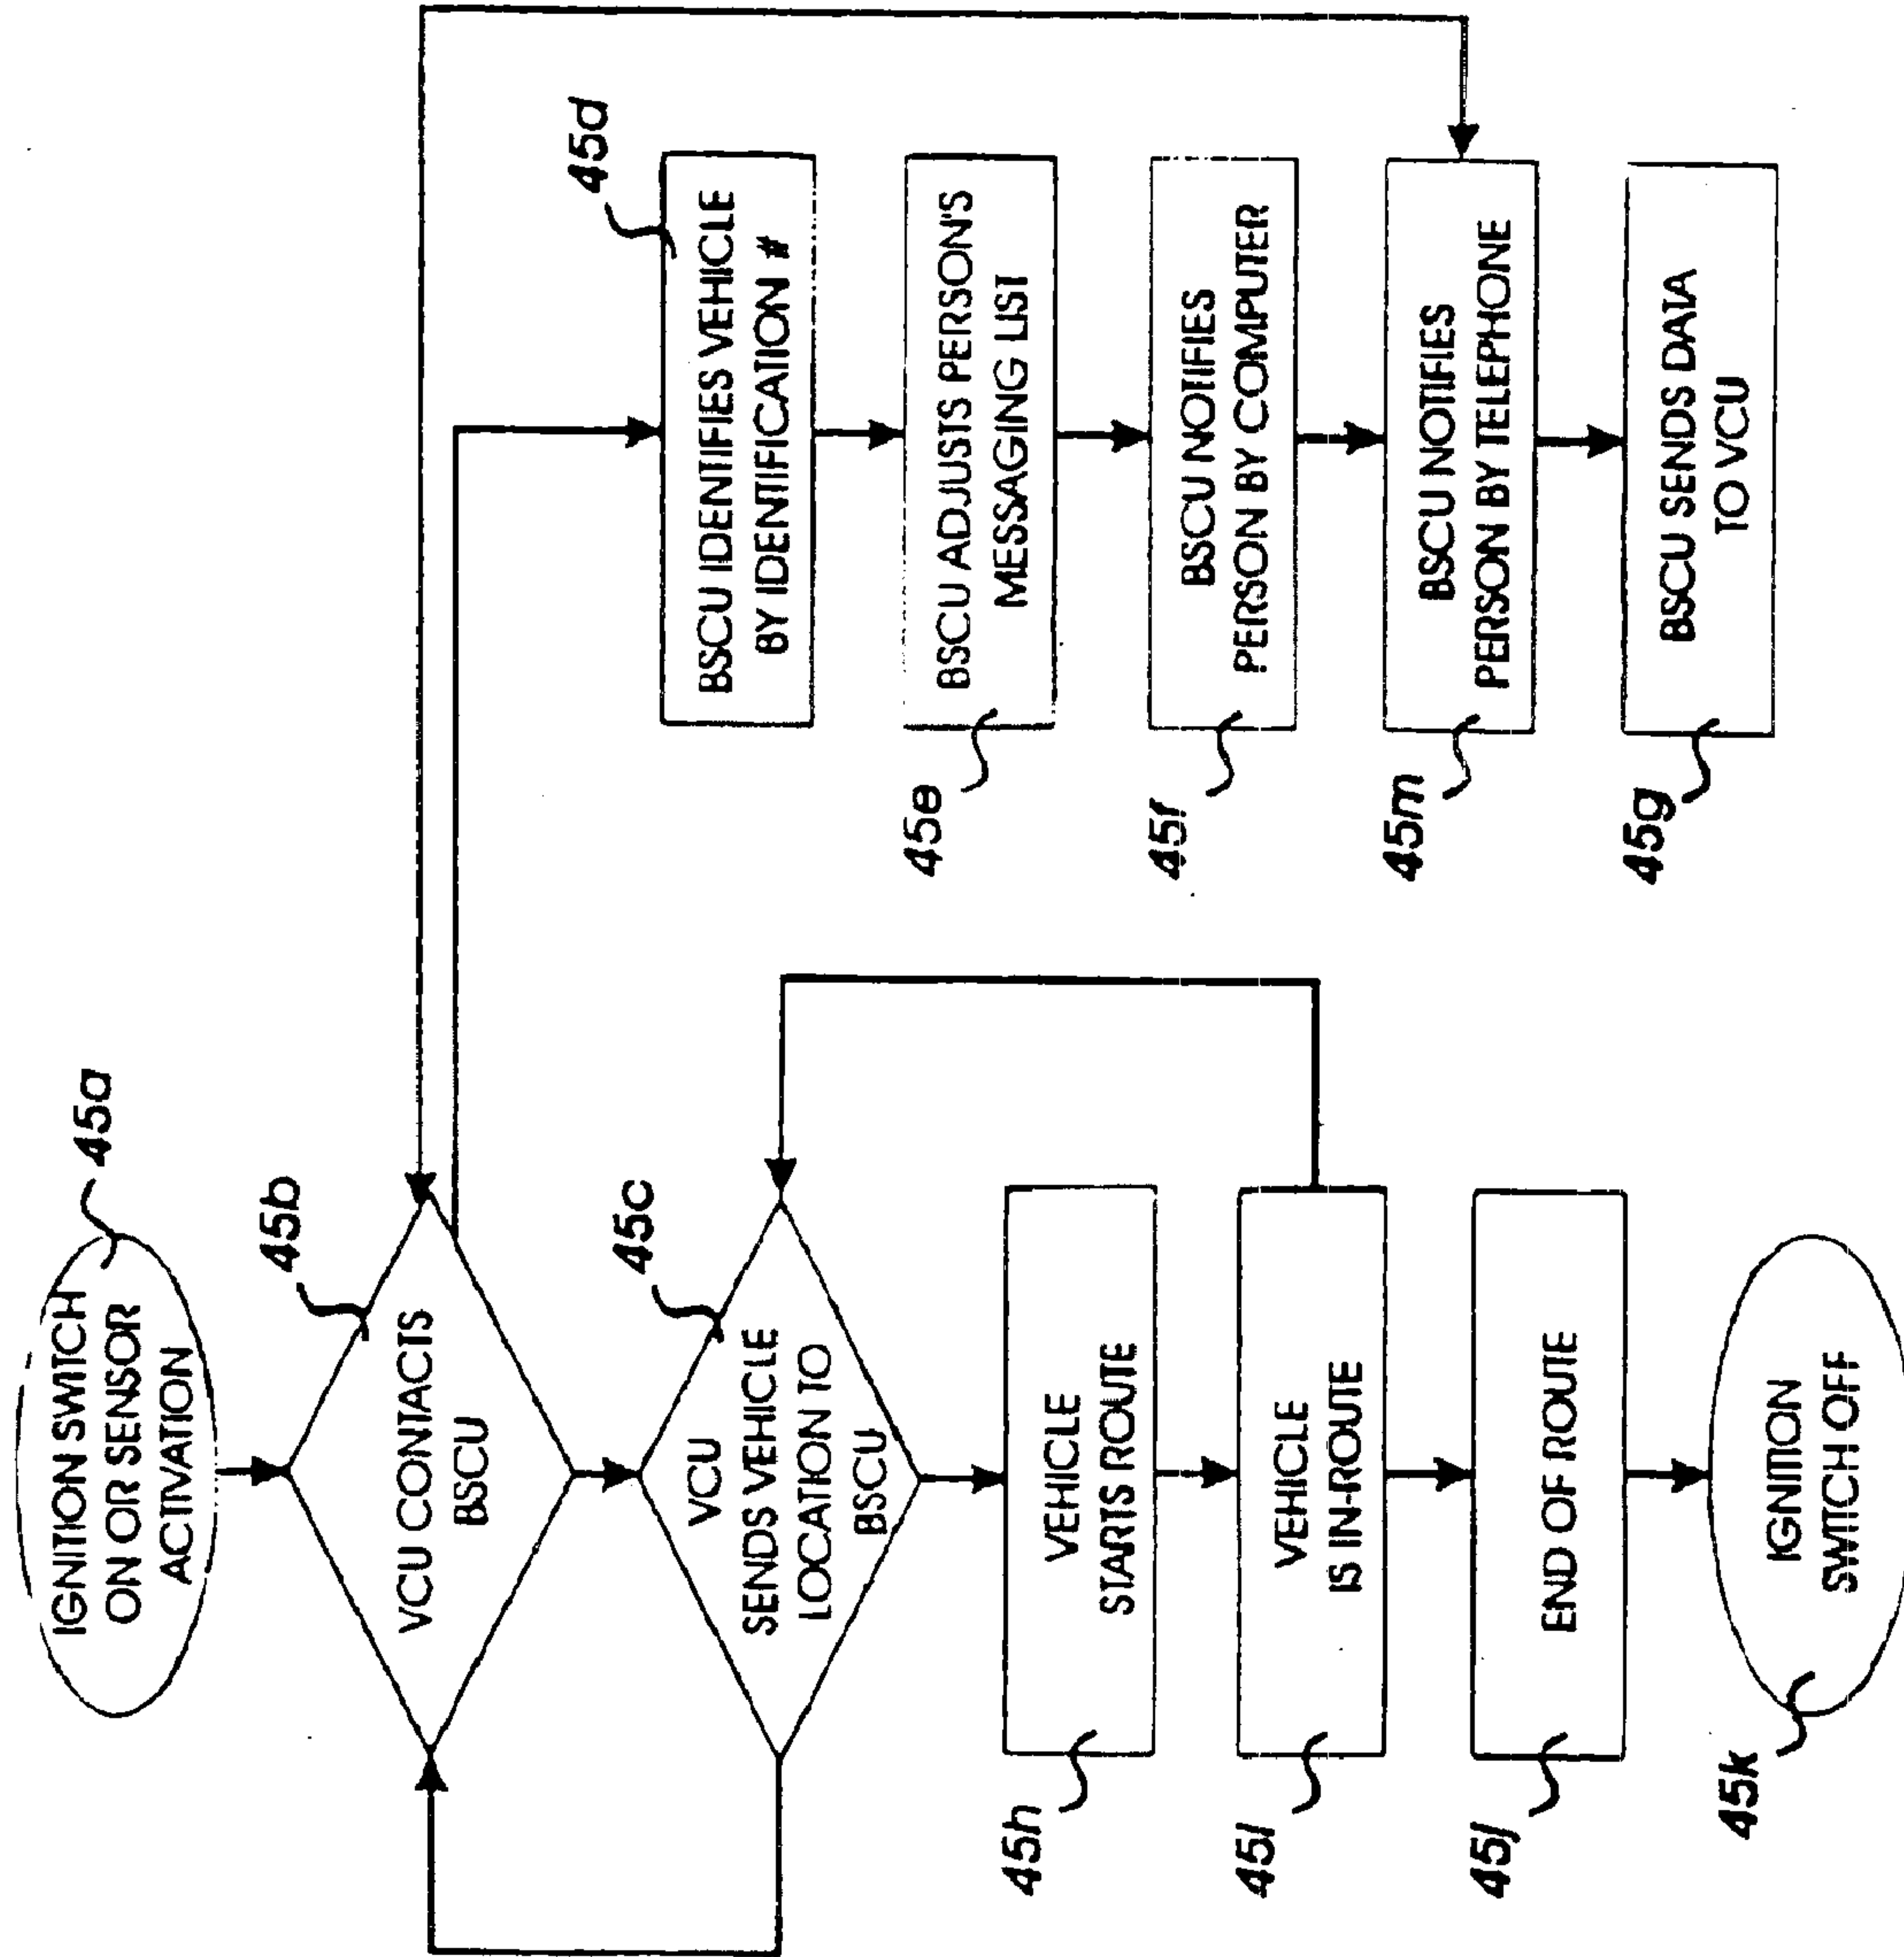 45a
IGNITION SWITCH
ON OR SENSOR
ACTIVATION
45b
VCU CONTACTS
BSCU
45c
VCU
SENDS VEHICLE
LOCATION TO
BSCU
45h
VEHICLE
STARTS ROUTE
45i
VEHICLE
IS IN-ROUTE
45j
END OF ROUTE
45k
IGNITION
SWITCH OFF
45d
BSCU IDENTIFIES VEHICLE
BY IDENTIFICATION #
45e
BSCU ADJUSTS PERSON'S
MESSAGING LIST
45f
BSCU NOTIFIES
PERSON BY COMPUTER
45m
BSCU NOTIFIES
PERSON BY TELEPHONE
45g
BSCU SENDS DATA
TO VCU